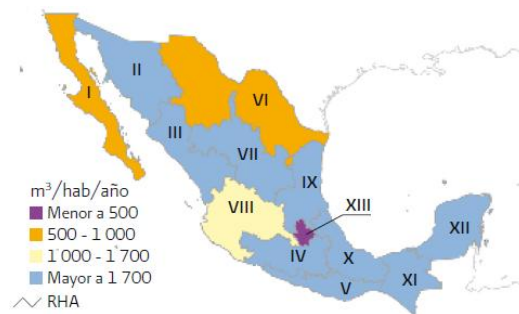 II
I
VI
III
VII
m³/hab/año
IX
XIII
Menor a 500
VIII
500 - 1 000
XII
1 000 - 1 700
IV
X
Mayor a 1 700
XI
V
RHA